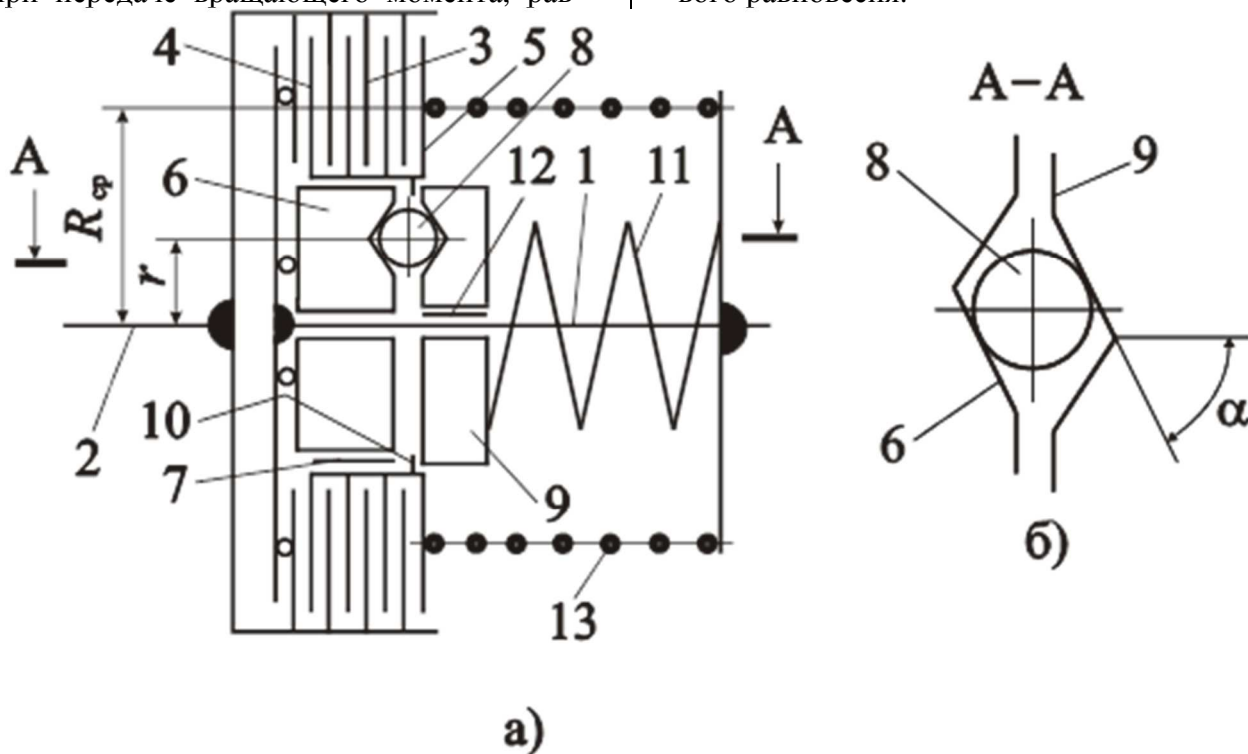 при передаче вращающего момента, рав-
вого равновесия.
4
3
5
8
А
6
R ср
r
12
1
11
А
2
10
7
9
13
а)
А–А
8
9
6
α
б)